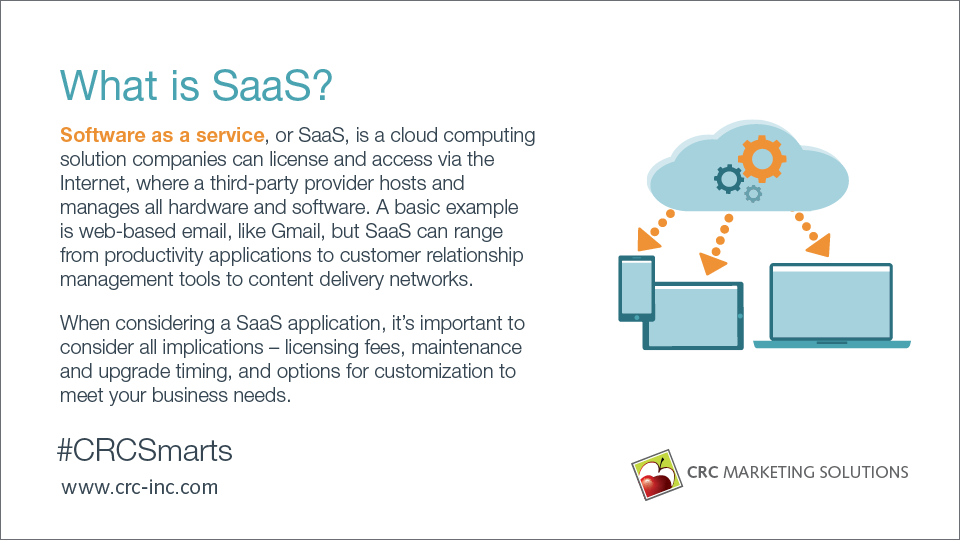 What is SaaS?
Software as a service, or SaaS, is a cloud computing
solution companies can license and access via the
Internet, where a third-party provider hosts and
manages all hardware and software. A basic example
is web-based email, like Gmail, but SaaS can range
from productivity applications to customer relationship
management tools to content delivery networks.
When considering a SaaS application, it’s important to
consider all implications – licensing fees, maintenance
and upgrade timing, and options for customization to
meet your business needs.
#CRCSmarts
www.crc-inc.com
CRC MARKETING SOLUTIONS